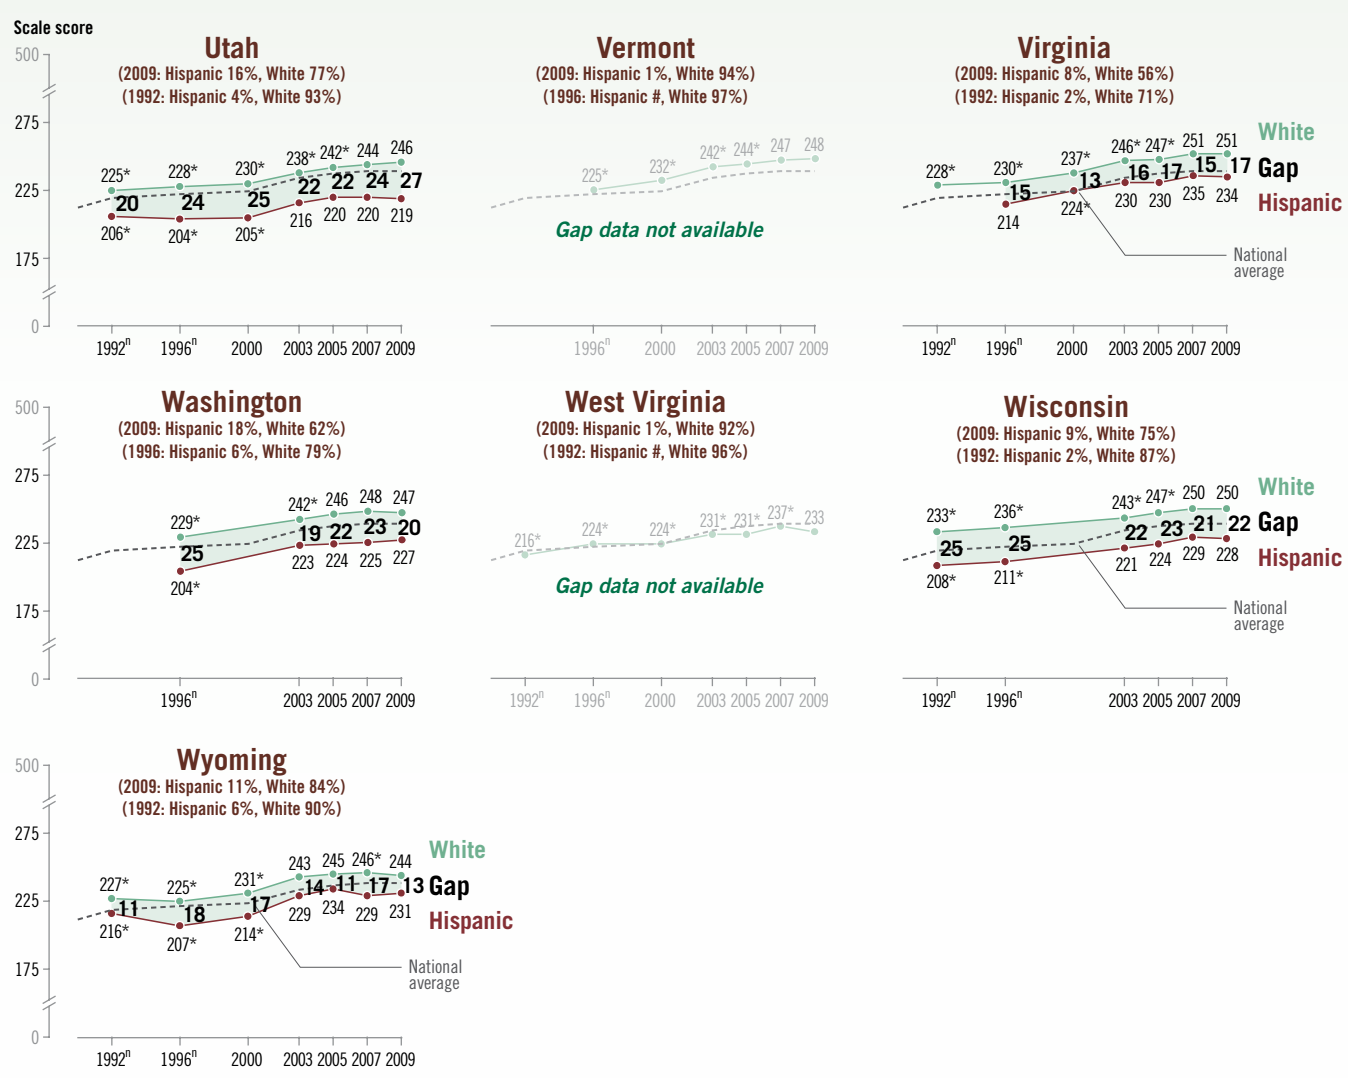 Scale score
Utah
(2009: Hispanic 16%, White 77%)
(1992: Hispanic 4%, White 93%)
500
275
225
175
0
225* 228* 230* 238* 242* 244 246
20 24 25 22 22 24 27
206* 204* 205* 216 220 220 219
1992n 1996n 2000 2003 2005 2007 2009
Vermont
(2009: Hispanic 1%, White 94%)
(1996: Hispanic #, White 97%)
225* 232* 242* 244* 247 248
Gap data not available
1996n 2000 2003 2005 2007 2009
Virginia
(2009: Hispanic 8%, White 56%)
(1992: Hispanic 2%, White 71%)
228* 230* 237* 246* 247* 251 251
15 13 16 17 15 17
214 224* 230 230 235 234
White
Gap
Hispanic
National
average
1992n 1996n 2000 2003 2005 2007 2009
Washington
(2009: Hispanic 18%, White 62%)
(1996: Hispanic 6%, White 79%)
500
275
225
175
0
229* 242* 246 248 247
25 19 22 23 20
204* 223 224 225 227
1996n 2003 2005 2007 2009
West Virginia
(2009: Hispanic 1%, White 92%)
(1992: Hispanic #, White 96%)
216* 224* 224* 231* 231* 237* 233
Gap data not available
1992n 1996n 2000 2003 2005 2007 2009
Wisconsin
(2009: Hispanic 9%, White 75%)
(1992: Hispanic 2%, White 87%)
233* 236* 243* 247* 250 250
25 25 22 23 21 22
208* 211* 221 224 229 228
White
Gap
Hispanic
National
average
1992n 1996n 2003 2005 2007 2009
Wyoming
(2009: Hispanic 11%, White 84%)
(1992: Hispanic 6%, White 90%)
500
275
225
175
0
227* 225* 231* 243 245 246* 244
11 18 17 14 11 17 13
216* 207* 214* 229 234 229 231
White
Gap
Hispanic
National
average
1992n 1996n 2000 2003 2005 2007 2009